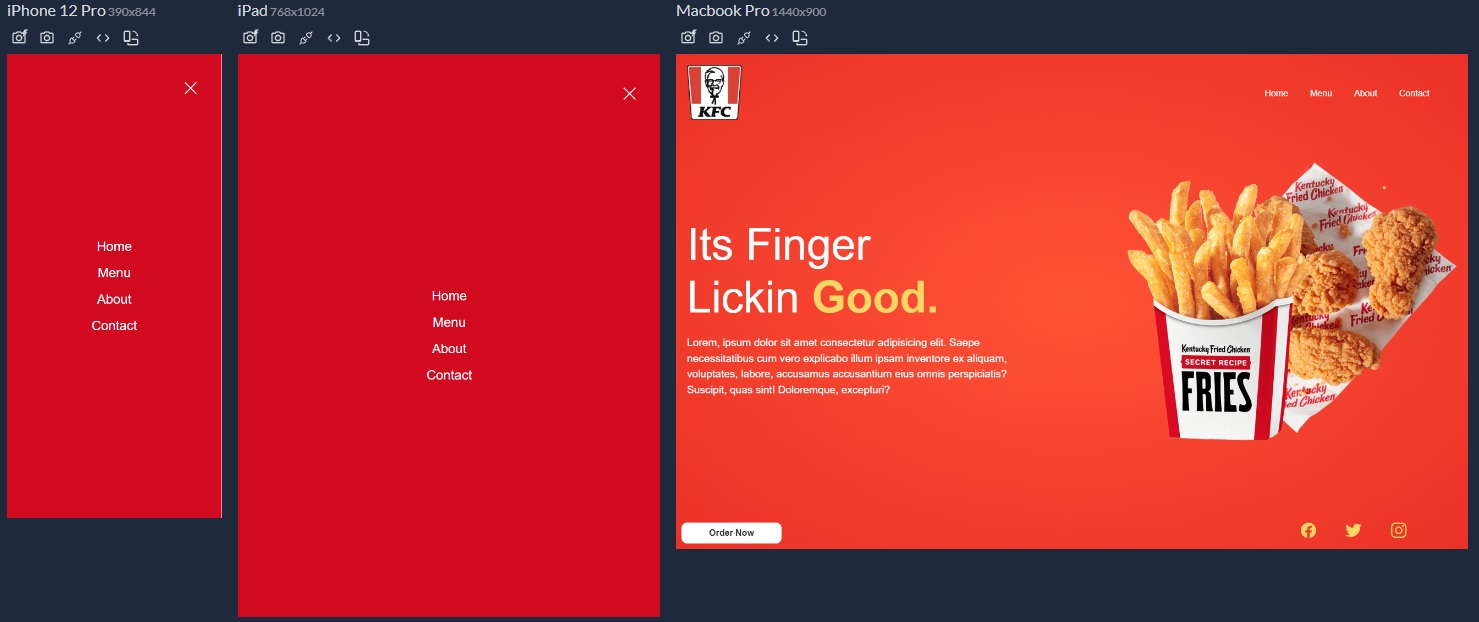 iPhone 12 Pro 390x844
iPad 768x1024
Macbook Pro 1440x900
Home
Menu
About
Contact
Home
Menu
About
Contact
KFC
Home Menu About Contact
Its Finger
Lickin Good.
Lorem, ipsum dolor sit amet consectetur adipisicing elit. Saepe
necessitatibus cum vero explicabo illum ipsam inventore ex aliquam,
voluptates, labore, accusamus accusantium eius omnis perspiciatis?
Suscipit, quas sint! Doloremque, excepturi?
Kentucky
Fried Chicken
Kentucky
Fried Chicken
Kentucky Fried Chicken
SECRET RECIPE
FRIES
Order Now